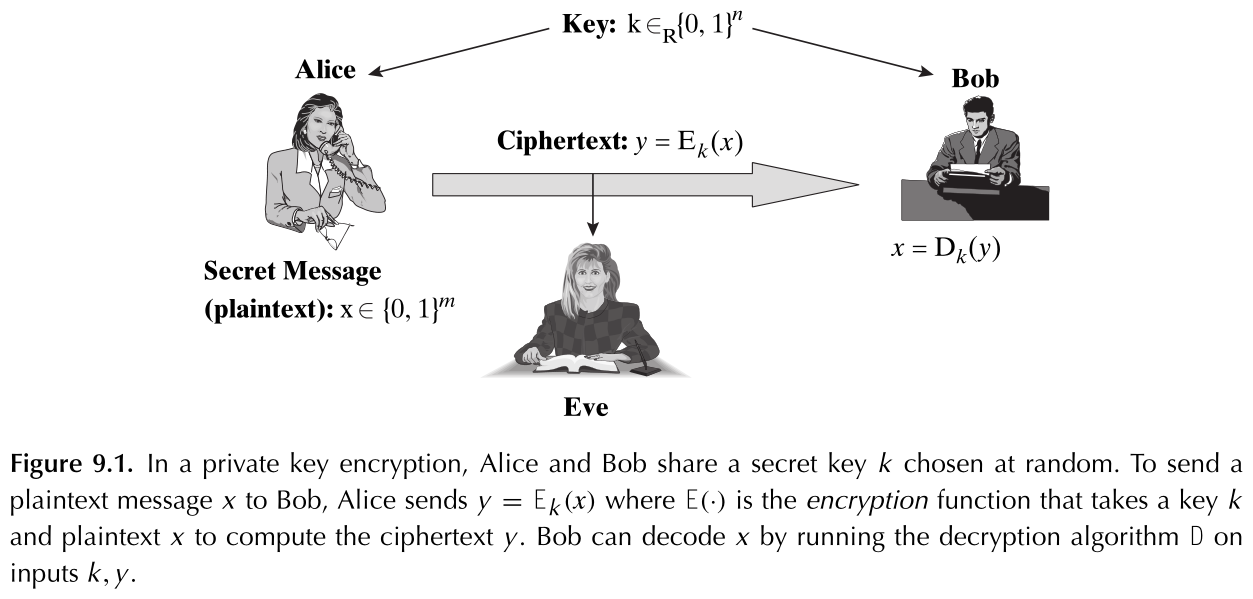 Key: k ∈_R {0, 1}^n
Alice
Bob
Ciphertext: y = E_k(x)
x = D_k(y)
Secret Message
(plaintext): x ∈ {0, 1}^m
Eve
Figure 9.1. In a private key encryption, Alice and Bob share a secret key k chosen at random. To send a
plaintext message x to Bob, Alice sends y = E_k(x) where E(·) is the encryption function that takes a key k
and plaintext x to compute the ciphertext y. Bob can decode x by running the decryption algorithm D on
inputs k, y.